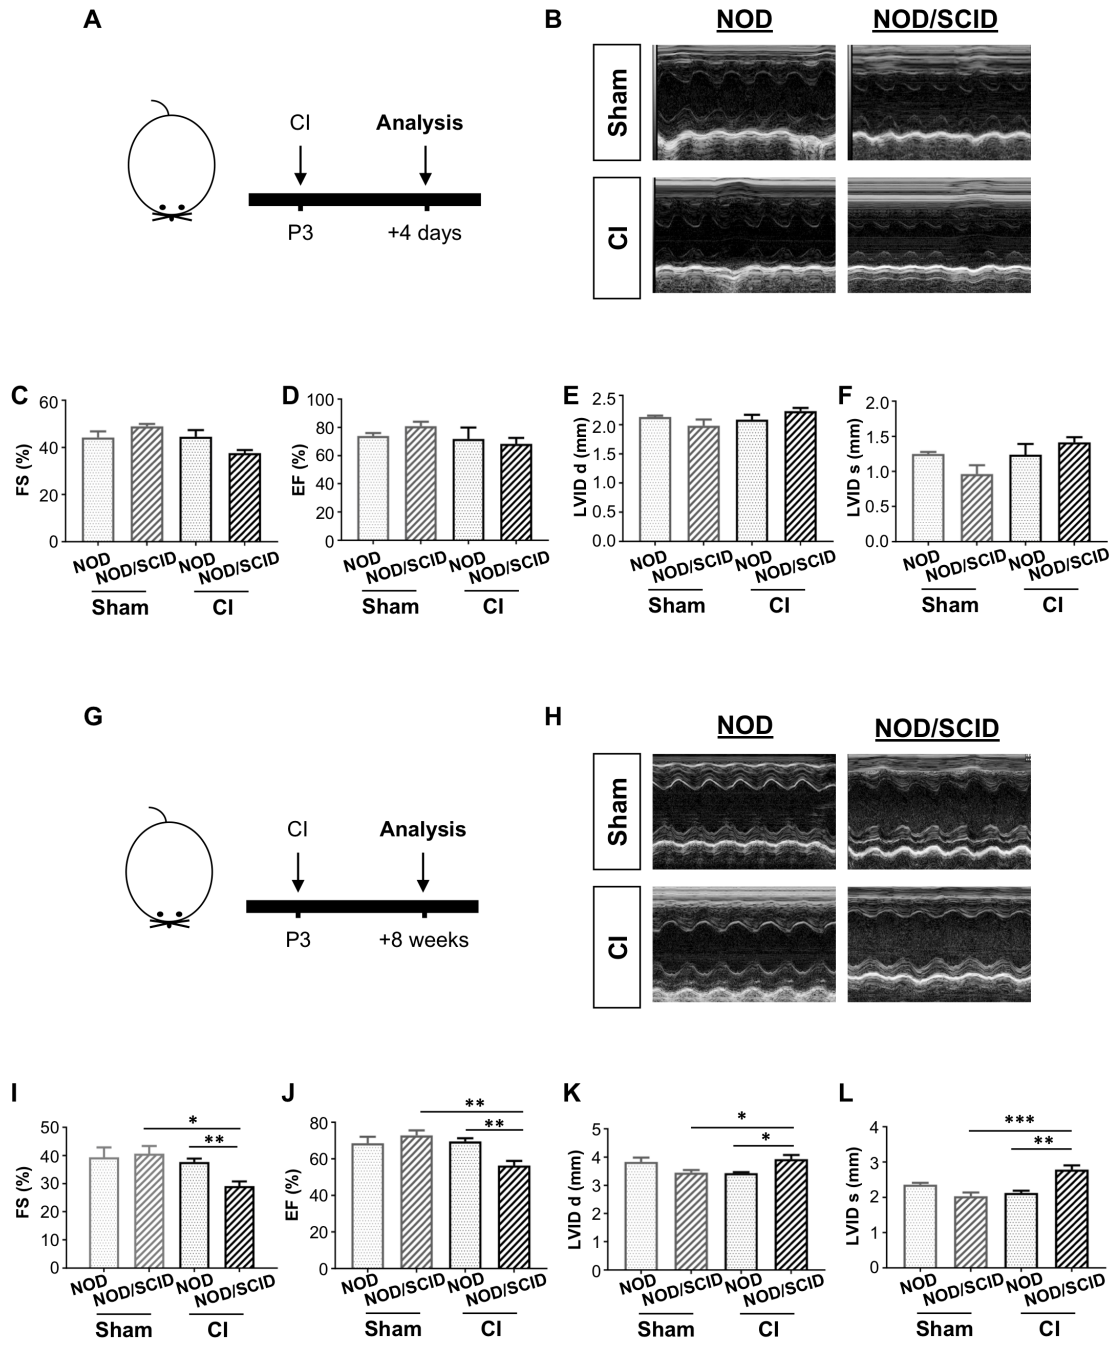 A
CI
Analysis
P3
+4 days
B
NOD
NOD/SCID
Sham
CI
C
FS (%)
60
40
20
0
NOD
NOD/SCID
NOD
NOD/SCID
Sham
CI
D
EF (%)
100
80
60
40
20
0
NOD
NOD/SCID
NOD
NOD/SCID
Sham
CI
E
LVID d (mm)
2.5
2.0
1.5
1.0
0.5
0.0
NOD
NOD/SCID
NOD
NOD/SCID
Sham
CI
F
LVID s (mm)
2.0
1.5
1.0
0.5
0.0
NOD
NOD/SCID
NOD
NOD/SCID
Sham
CI
G
CI
Analysis
P3
+8 weeks
H
NOD
NOD/SCID
Sham
CI
I
FS (%)
50
40
30
20
10
0
*
**
NOD
NOD/SCID
NOD
NOD/SCID
Sham
CI
J
EF (%)
80
60
40
20
0
**
**
NOD
NOD/SCID
NOD
NOD/SCID
Sham
CI
K
LVID d (mm)
5
4
3
2
1
0
*
*
NOD
NOD/SCID
NOD
NOD/SCID
Sham
CI
L
LVID s (mm)
4
3
2
1
0
***
**
NOD
NOD/SCID
NOD
NOD/SCID
Sham
CI